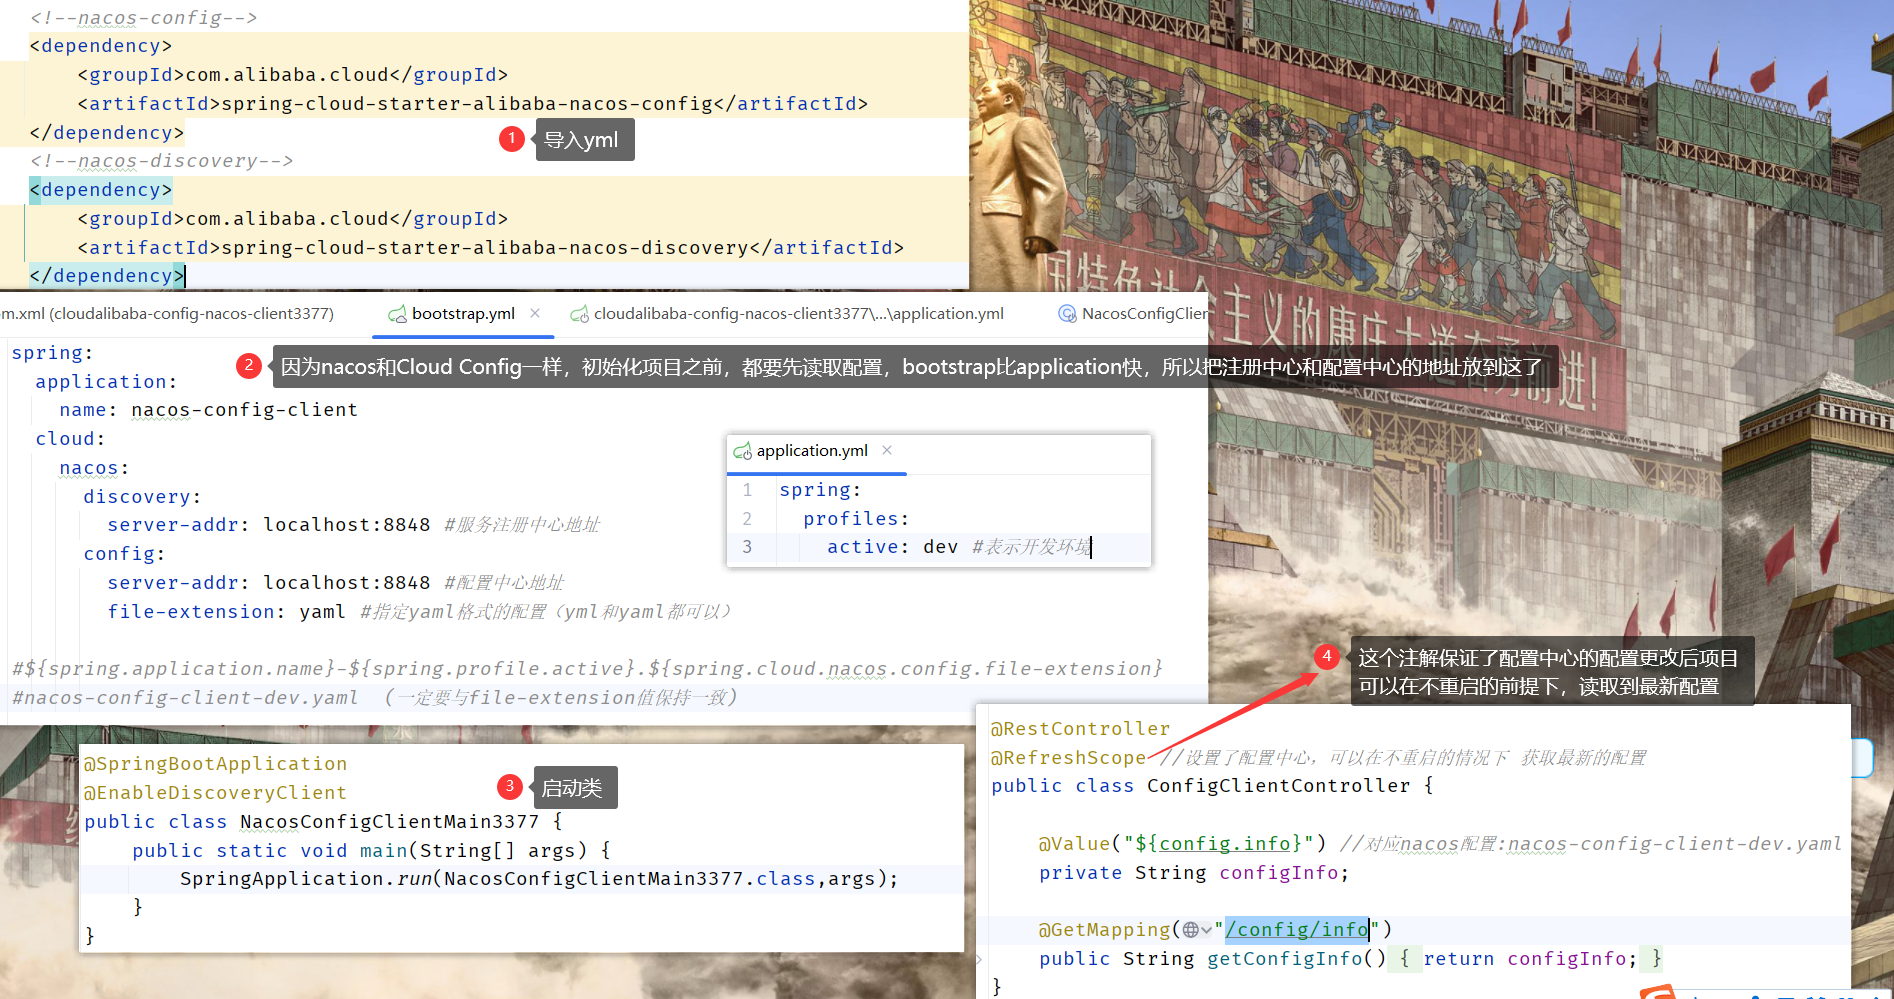 <!--nacos-config-->
<dependency>
<groupId>com.alibaba.cloud</groupId>
<artifactId>spring-cloud-starter-alibaba-nacos-config</artifactId>
</dependency>
1 导入yml
<!--nacos-discovery-->
<dependency>
<groupId>com.alibaba.cloud</groupId>
<artifactId>spring-cloud-starter-alibaba-nacos-discovery</artifactId>
</dependency>
国特色社会主义的康庄大道奋勇前进!
m.xml (cloudalibaba-config-nacos-client3377)
bootstrap.yml
cloudalibaba-config-nacos-client3377\...\application.yml
NacosConfigClien
2 因为nacos和Cloud Config一样，初始化项目之前，都要先读取配置，bootstrap比application快，所以把注册中心和配置中心的地址放到这了
spring:
application:
name: nacos-config-client
cloud:
nacos:
discovery:
server-addr: localhost:8848 #服务注册中心地址
config:
server-addr: localhost:8848 #配置中心地址
file-extension: yaml #指定yaml格式的配置（yml和yaml都可以）
#${spring.application.name}-${spring.profile.active}.${spring.cloud.nacos.config.file-extension}
#nacos-config-client-dev.yaml （一定要与file-extension值保持一致）
application.yml
1 spring:
2 profiles:
3 active: dev #表示开发环境
@SpringBootApplication
@EnableDiscoveryClient
3 启动类
public class NacosConfigClientMain3377 {
public static void main(String[] args) {
SpringApplication.run(NacosConfigClientMain3377.class,args);
}
}
4 这个注解保证了配置中心的配置更改后项目
可以在不重启的前提下，读取到最新配置
@RestController
@RefreshScope //设置了配置中心，可以在不重启的情况下 获取最新的配置
public class ConfigClientController {
@Value("${config.info}") //对应nacos配置:nacos-config-client-dev.yaml
private String configInfo;
@GetMapping("/config/info")
public String getConfigInfo() { return configInfo; }
}